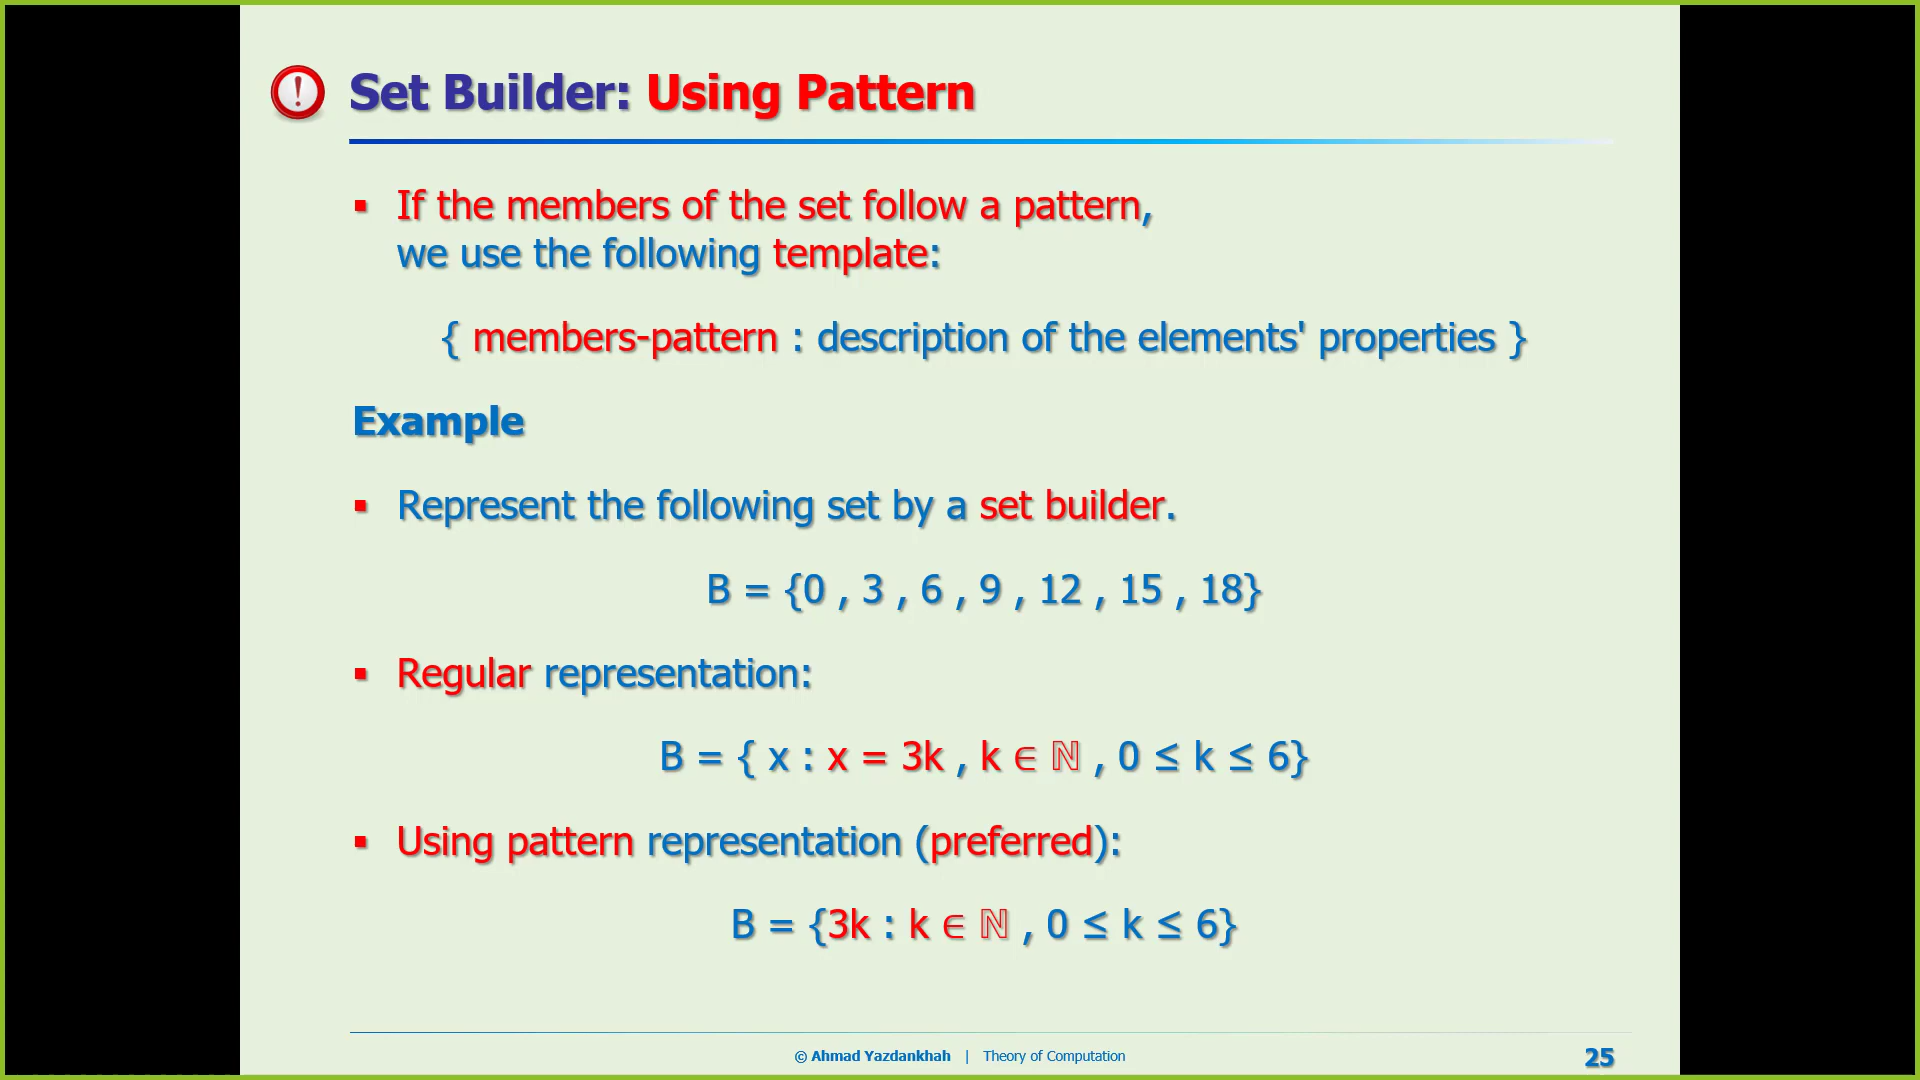 Set Builder: Using Pattern
▪ If the members of the set follow a pattern,
we use the following template:
{ members-pattern : description of the elements' properties }
Example
▪ Represent the following set by a set builder.
B = {0 , 3 , 6 , 9 , 12 , 15 , 18}
▪ Regular representation:
B = { x : x = 3k , k ∈ ℕ , 0 ≤ k ≤ 6}
▪ Using pattern representation (preferred):
B = {3k : k ∈ ℕ , 0 ≤ k ≤ 6}
© Ahmad Yazdankhah | Theory of Computation
25